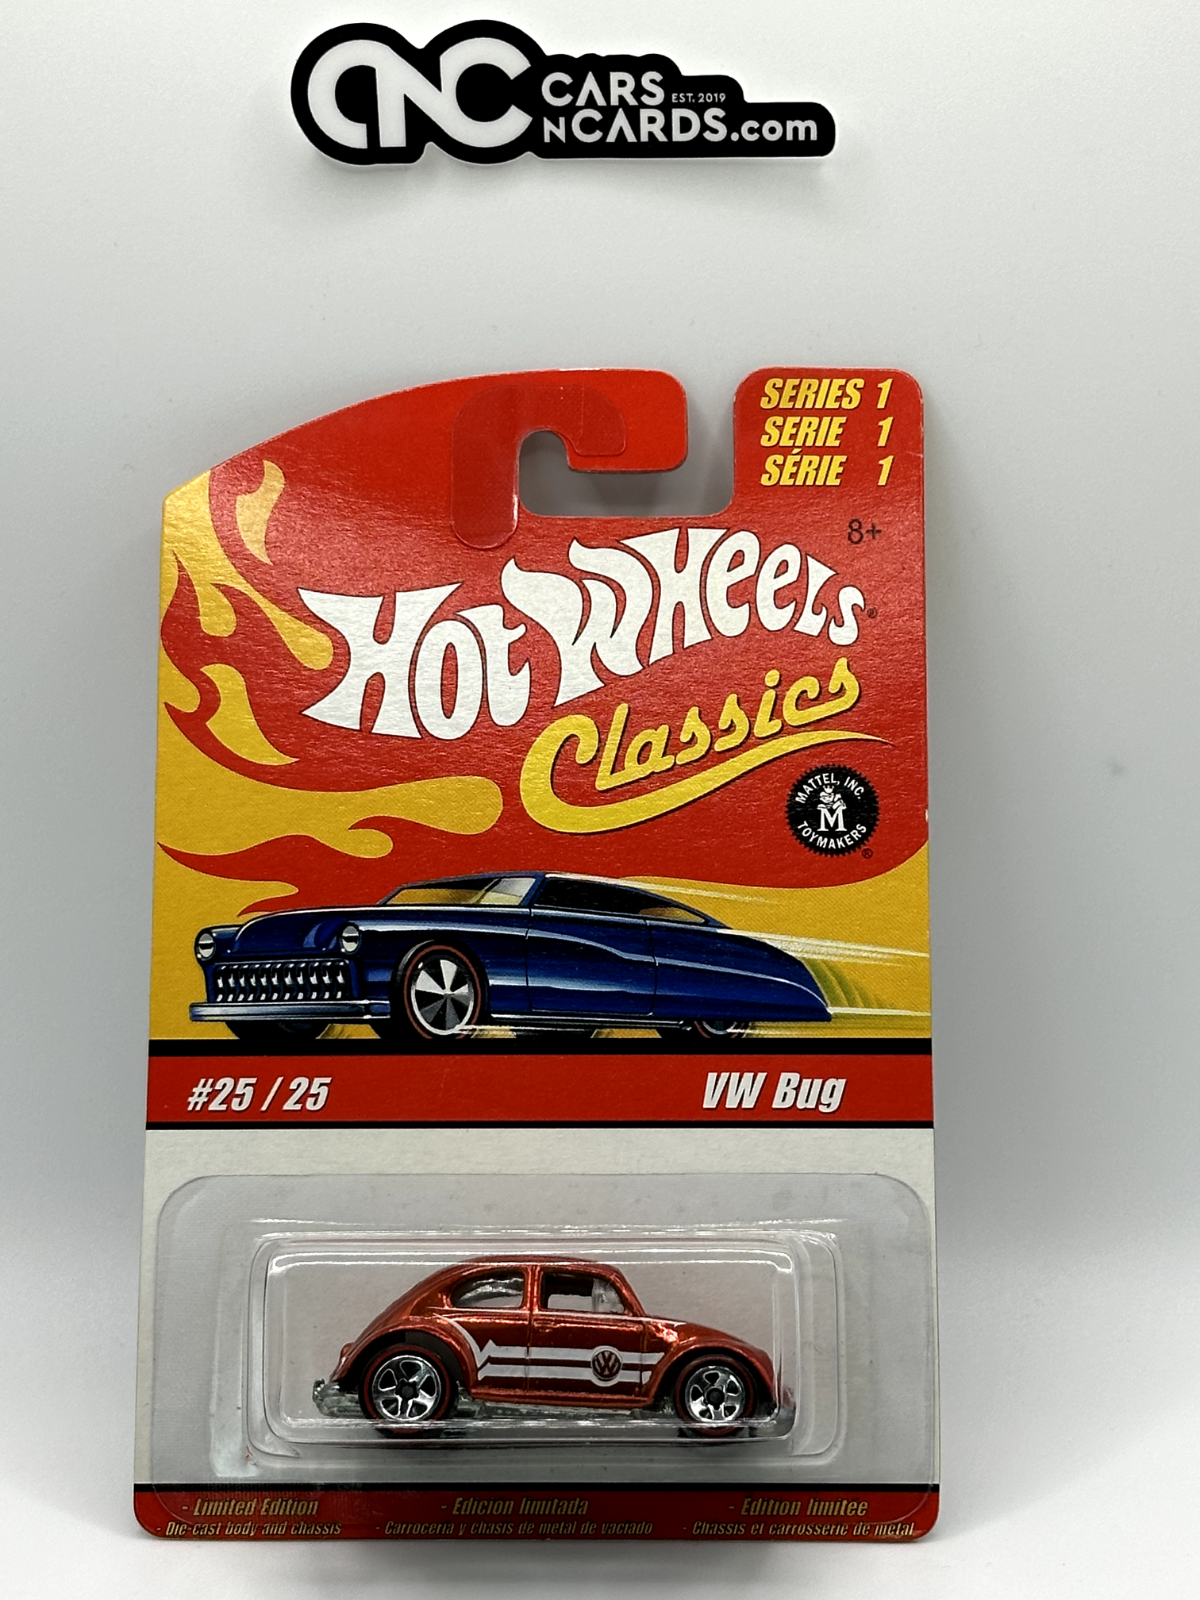 CNC CARS EST. 2019
NCARDS.com
SERIES 1
SERIE 1
SÉRIE 1
8+
HOT WHEELS®
Classics
MATTEL, INC.
M
TOYMAKERS
®
#25 / 25 VW Bug
VW
- Limited Edition - Edición limitada - Édition limitée
- Die-cast body and chassis - Carrocería y chasis de metal de vaciado - Chassis et carrosserie de métal